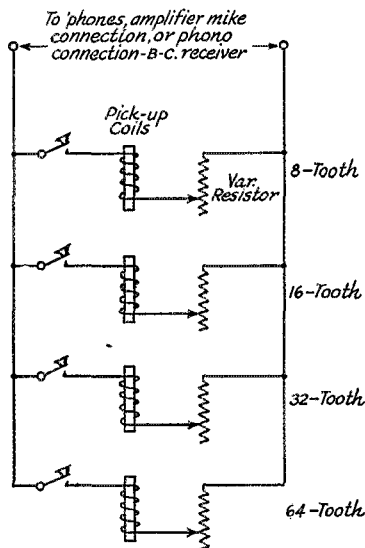 To 'phones, amplifier mike
connection, or phono
connection-B-C. receiver
Pick-up
Coils
Var.
Resistor
8-Tooth
16-Tooth
32-Tooth
64-Tooth